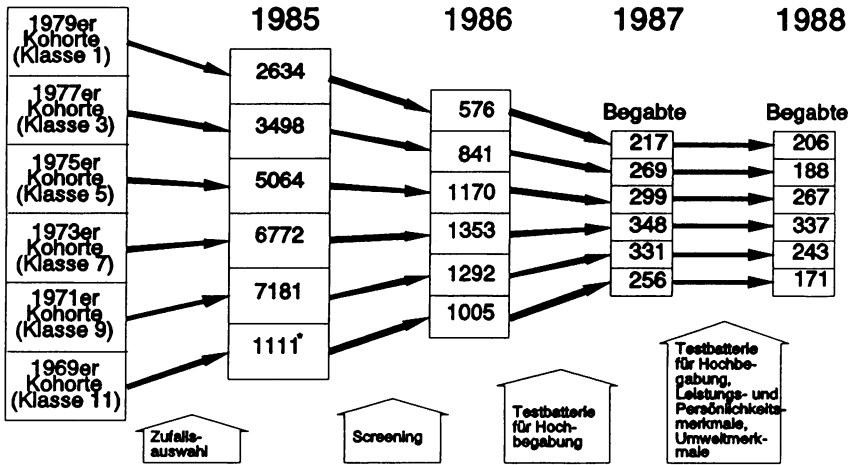 1985 1986 1987 1988
1979er
Kohorte
(Klasse 1)
1977er
Kohorte
(Klasse 3)
1975er
Kohorte
(Klasse 5)
1973er
Kohorte
(Klasse 7)
1971er
Kohorte
(Klasse 9)
1969er
Kohorte
(Klasse 11)
2634
3498
5064
6772
7181
1111*
576
841
1170
1353
1292
1005
Begabte
217
269
299
348
331
256
Begabte
206
188
267
337
243
171
Zufalls-
auswahl
Screening
Testbatterie
für Hoch-
begabung
Testbatterie
für Hochbe-
gabung,
Leistungs- und
Persönlichkeits-
merkmale,
Umweltmerk-
male